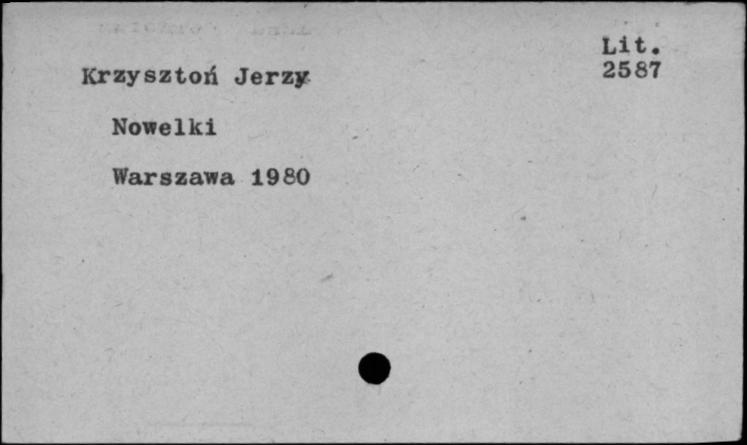 Lit.
2587
Krzysztoń Jerzy
Nowelki
Warszawa 1980